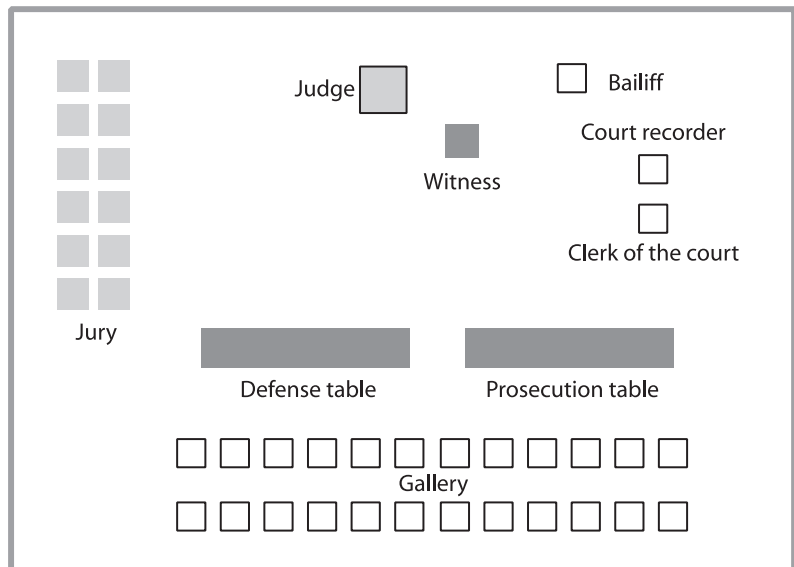 Judge
Bailiff
Court recorder
Witness
Clerk of the court
Jury
Defense table
Prosecution table
Gallery